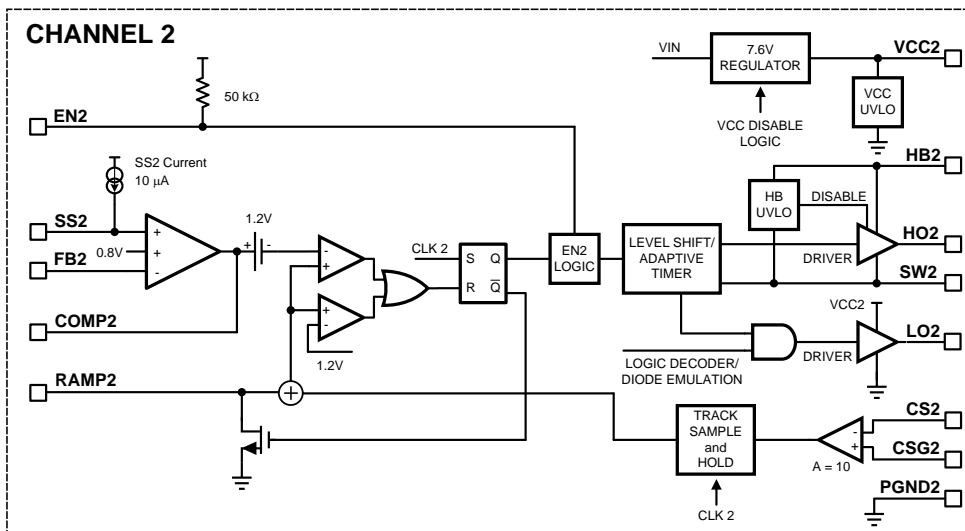 CHANNEL 2
VIN
7.6V
REGULATOR
VCC2
50 kΩ
VCC
UVLO
EN2
VCC DISABLE
LOGIC
HB2
SS2 Current
10 μA
HB
UVLO
DISABLE
SS2
1.2V
+
-
+
0.8V
+
-
FB2
-
+
CLK 2
S
Q
R
Q
EN2
LOGIC
LEVEL SHIFT/
ADAPTIVE
TIMER
DRIVER
HO2
SW2
+
-
COMP2
1.2V
VCC2
LO2
LOGIC DECODER/
DIODE EMULATION
DRIVER
RAMP2
+
TRACK
SAMPLE
and
HOLD
-
+
A = 10
CS2
CSG2
PGND2
CLK 2